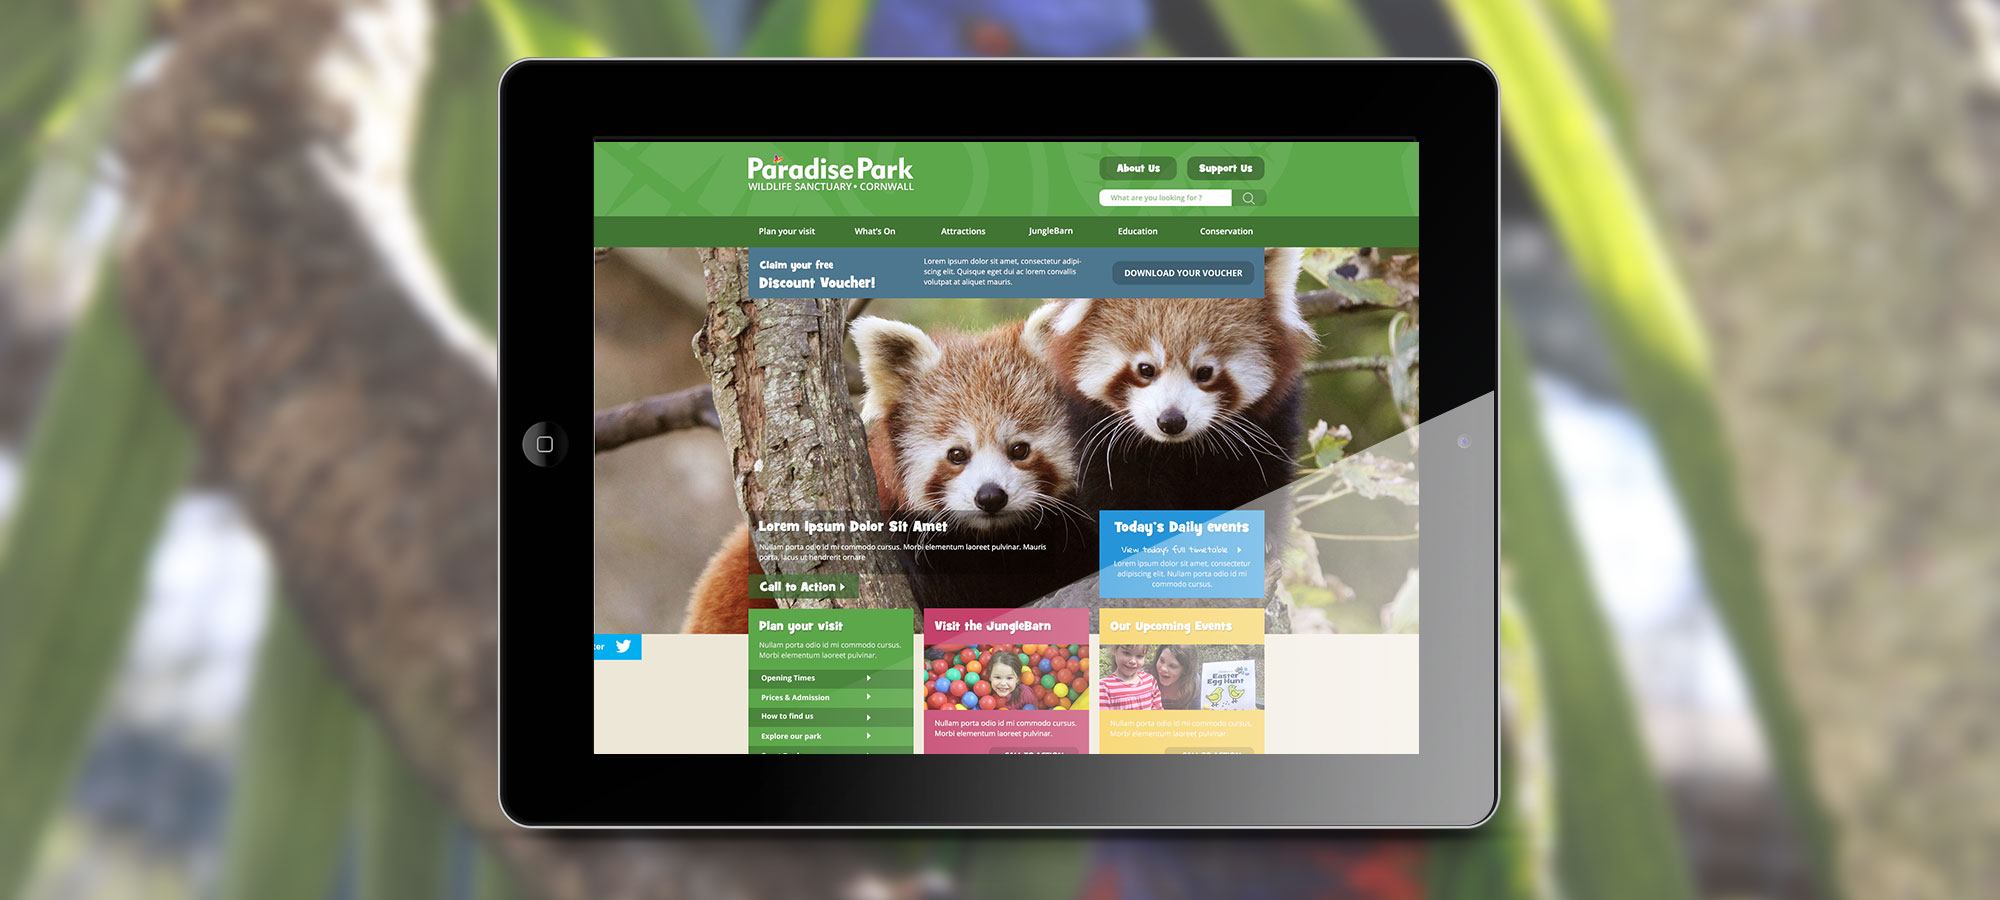 Paradise Park
WILDLIFE SANCTUARY • CORNWALL
About Us
Support Us
What are you looking for ?
Plan your visit
What's On
Attractions
JungleBarn
Education
Conservation
Claim your free
Discount Voucher!
Lorem ipsum dolor sit amet, consectetur adipi-
scing elit. Quisque eget dui ac lorem convallis
volutpat at aliquet mauris.
DOWNLOAD YOUR VOUCHER
Lorem Ipsum Dolor Sit Amet
Nullam porta odio id mi commodo cursus. Morbi elementum laoreet pulvinar. Mauris
porta, lacus ut hendrerit ornare
Call to Action
Today's Daily events
View todays full timetable
Lorem ipsum dolor sit amet, consectetur
adipiscing elit. Nullam porta odio id mi
commodo cursus.
ter
Plan your visit
Nullam porta odio id mi commodo cursus.
Morbi elementum laoreet pulvinar.
Opening Times
Prices & Admission
How to find us
Explore our park
Visit the JungleBarn
Nullam porta odio id mi commodo cursus.
Morbi elementum laoreet pulvinar.
CALL TO ACTION
Our Upcoming Events
Easter
Egg Hunt
Nullam porta odio id mi commodo cursus.
Morbi elementum laoreet pulvinar.
CALL TO ACTION